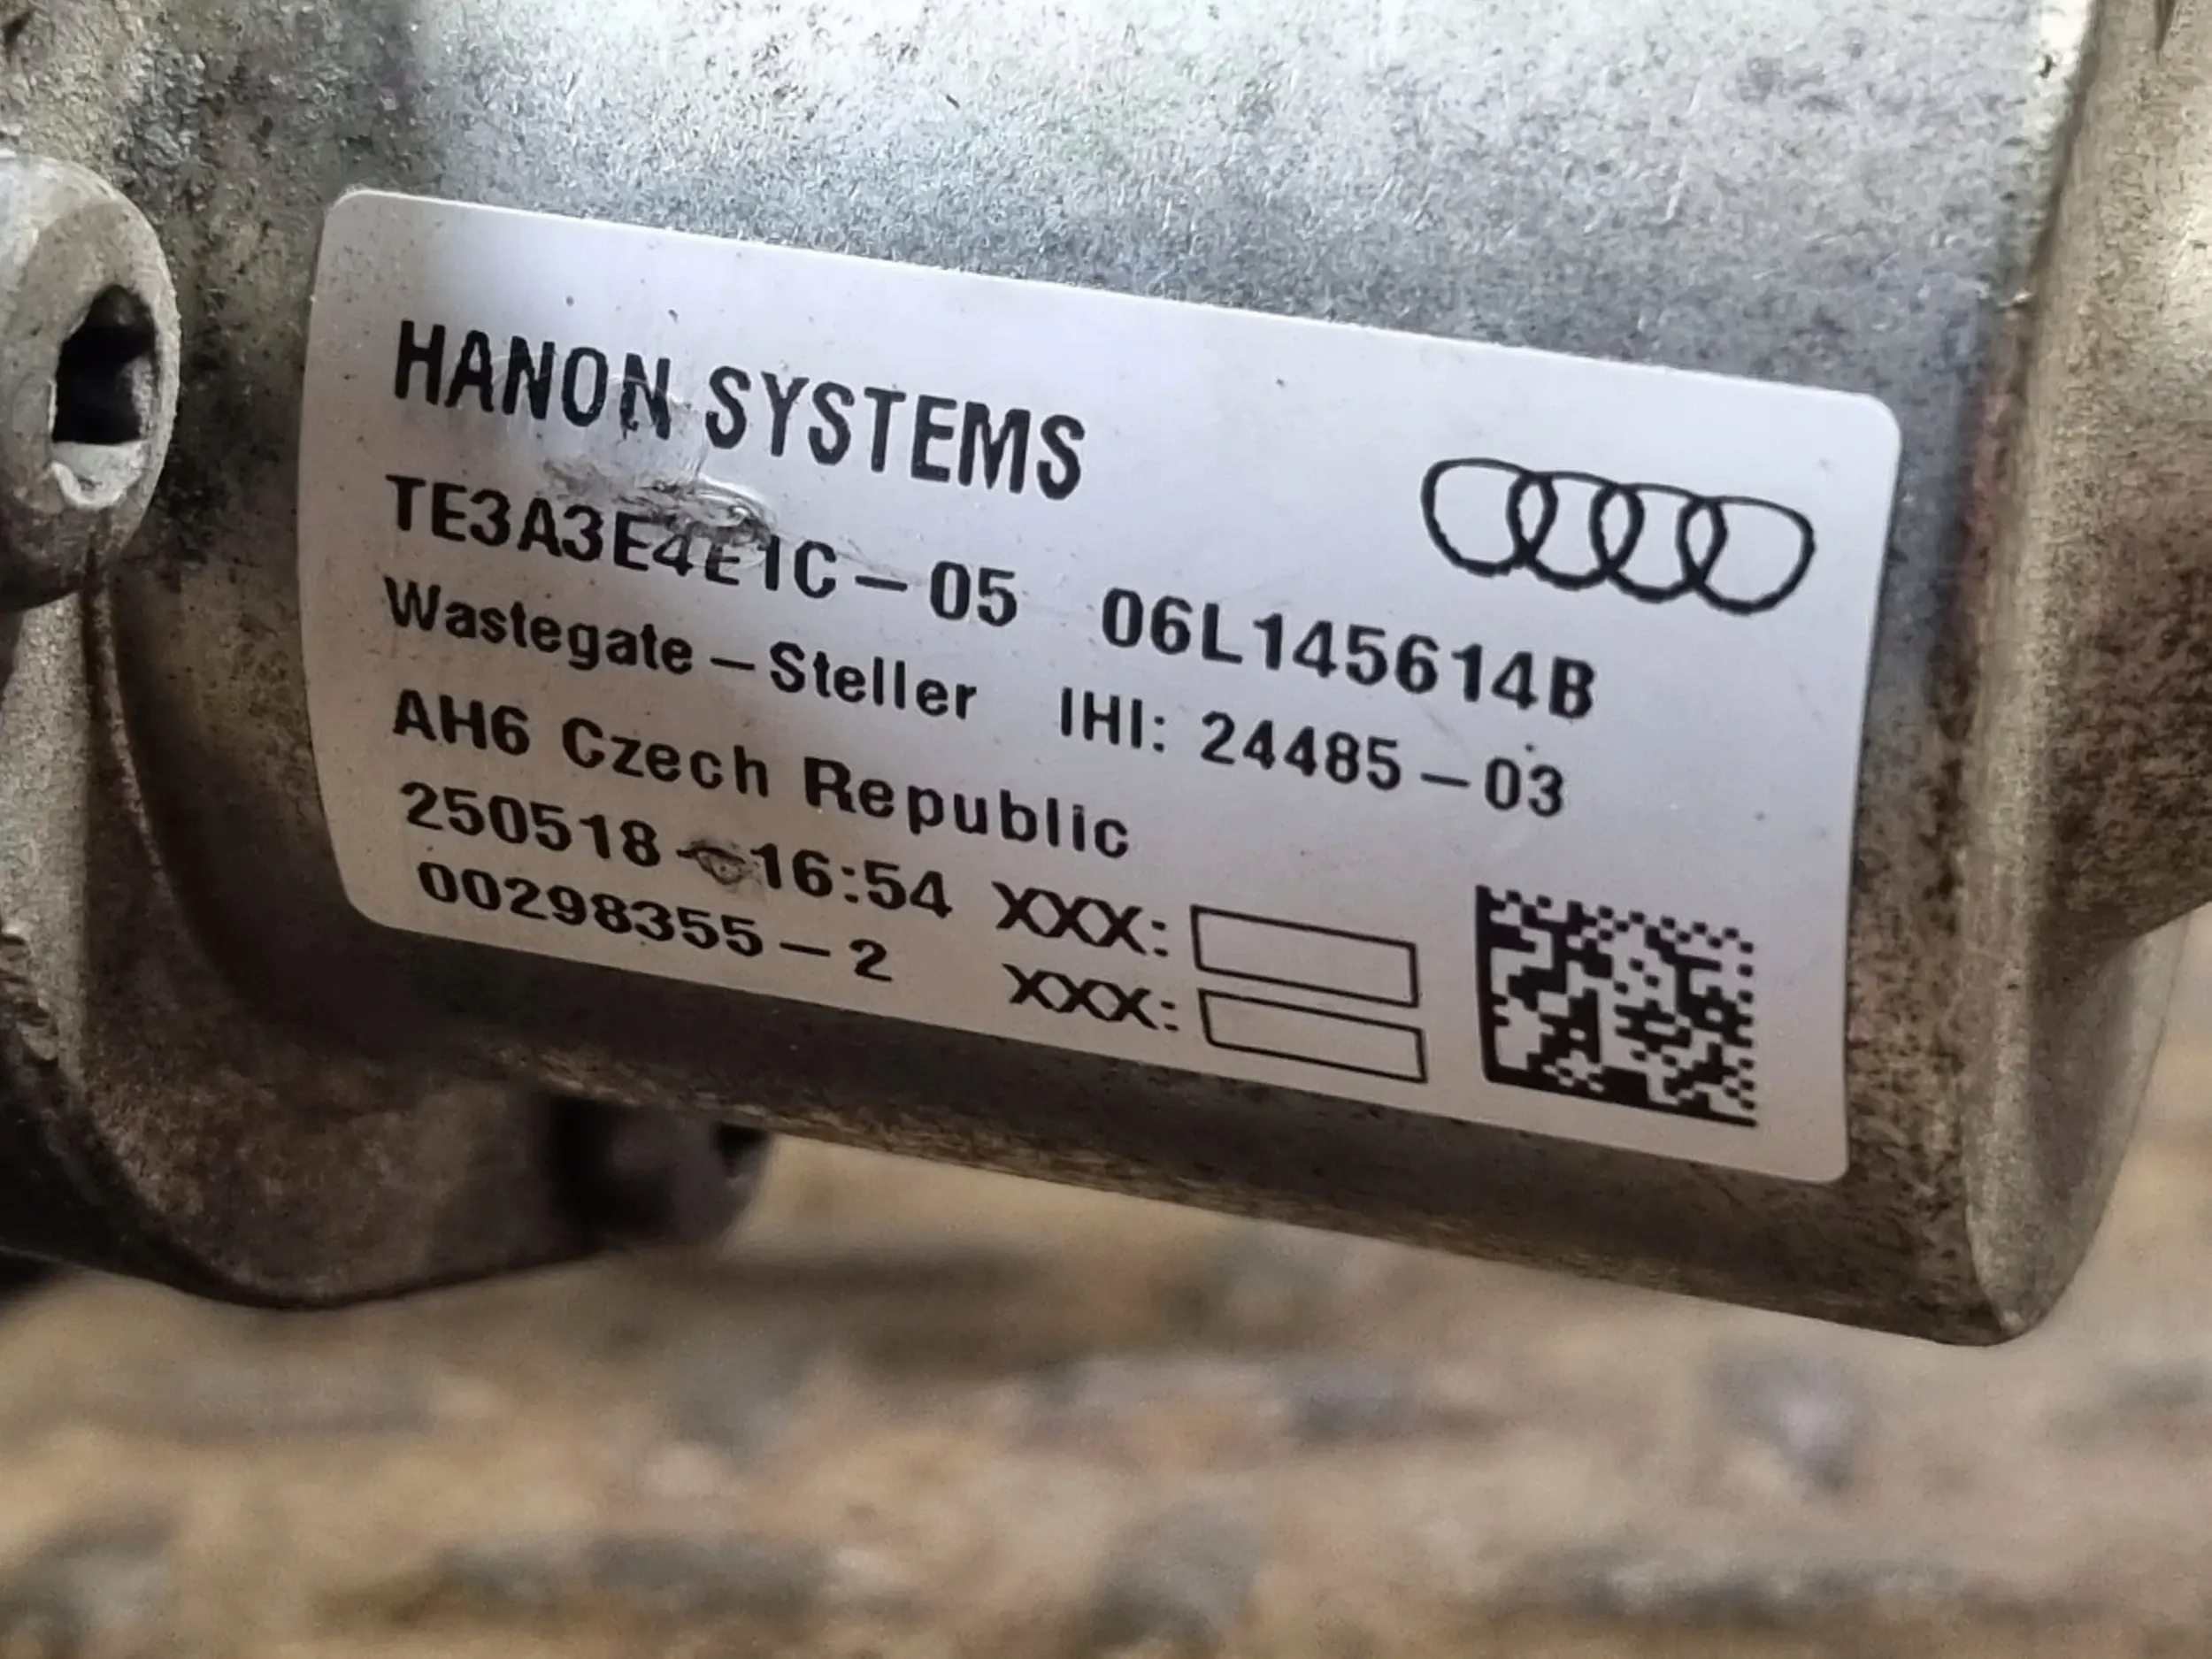 HANON SYSTEMS
TE3A3E4E1C-05 06L145614B
Wastegate-Steller IHI: 24485-03
AH6 Czech Republic
250518-16:54 XXX:
00298355-2 XXX: